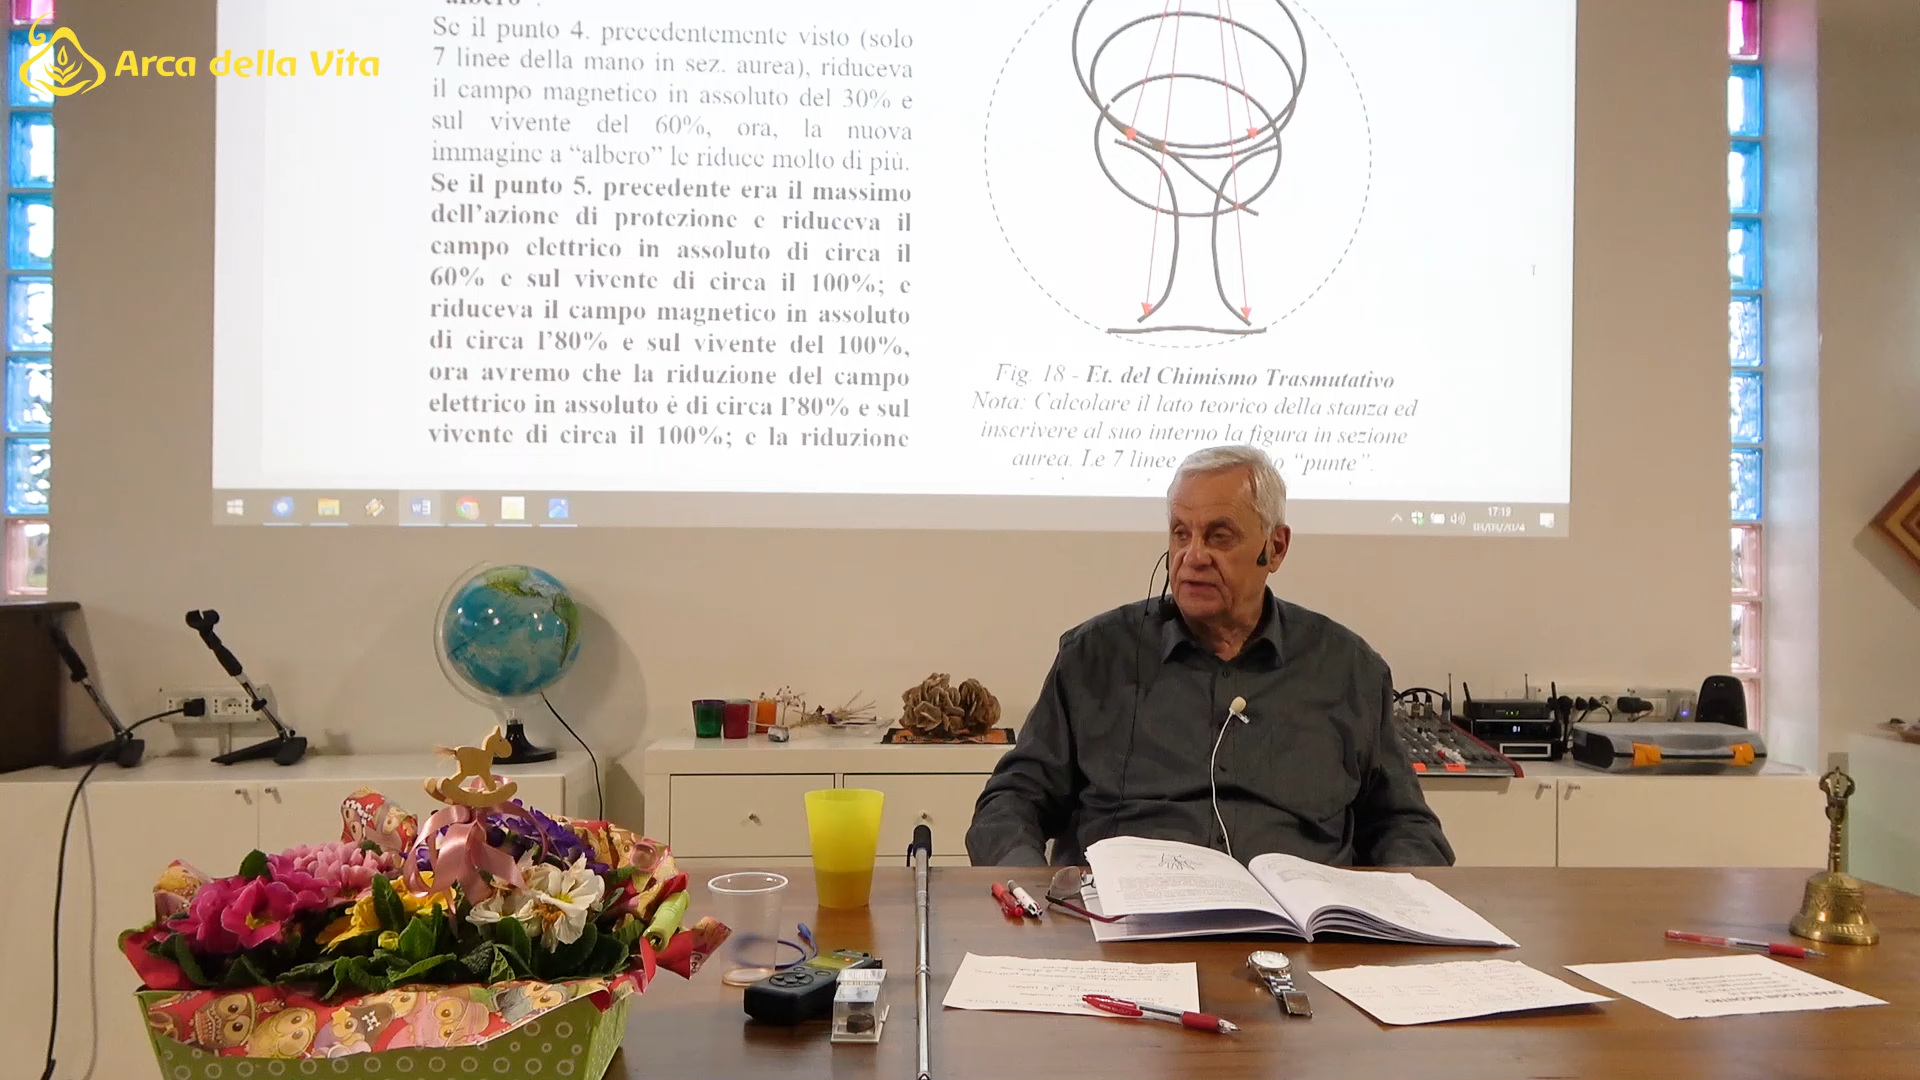 Arca della Vita
"albero".
Se il punto 4. precedentemente visto (solo
7 linee della mano in sez. aurea), riduceva
il campo magnetico in assoluto del 30% e
sul vivente del 60%, ora, la nuova
immagine a “albero” le riduce molto di più.
Se il punto 5. precedente era il massimo
dell’azione di protezione e riduceva il
campo elettrico in assoluto di circa il
60% e sul vivente di circa il 100%; e
riduceva il campo magnetico in assoluto
di circa l’80% e sul vivente del 100%,
ora avremo che la riduzione del campo
elettrico in assoluto è di circa l’80% e sul
vivente di circa il 100%; e la riduzione
Fig. 18 - Et. del Chimismo Trasmutativo
Nota: Calcolare il lato teorico della stanza ed
inscrivere al suo interno la figura in sezione
aurea. Le 7 linee “punte”.
17:19